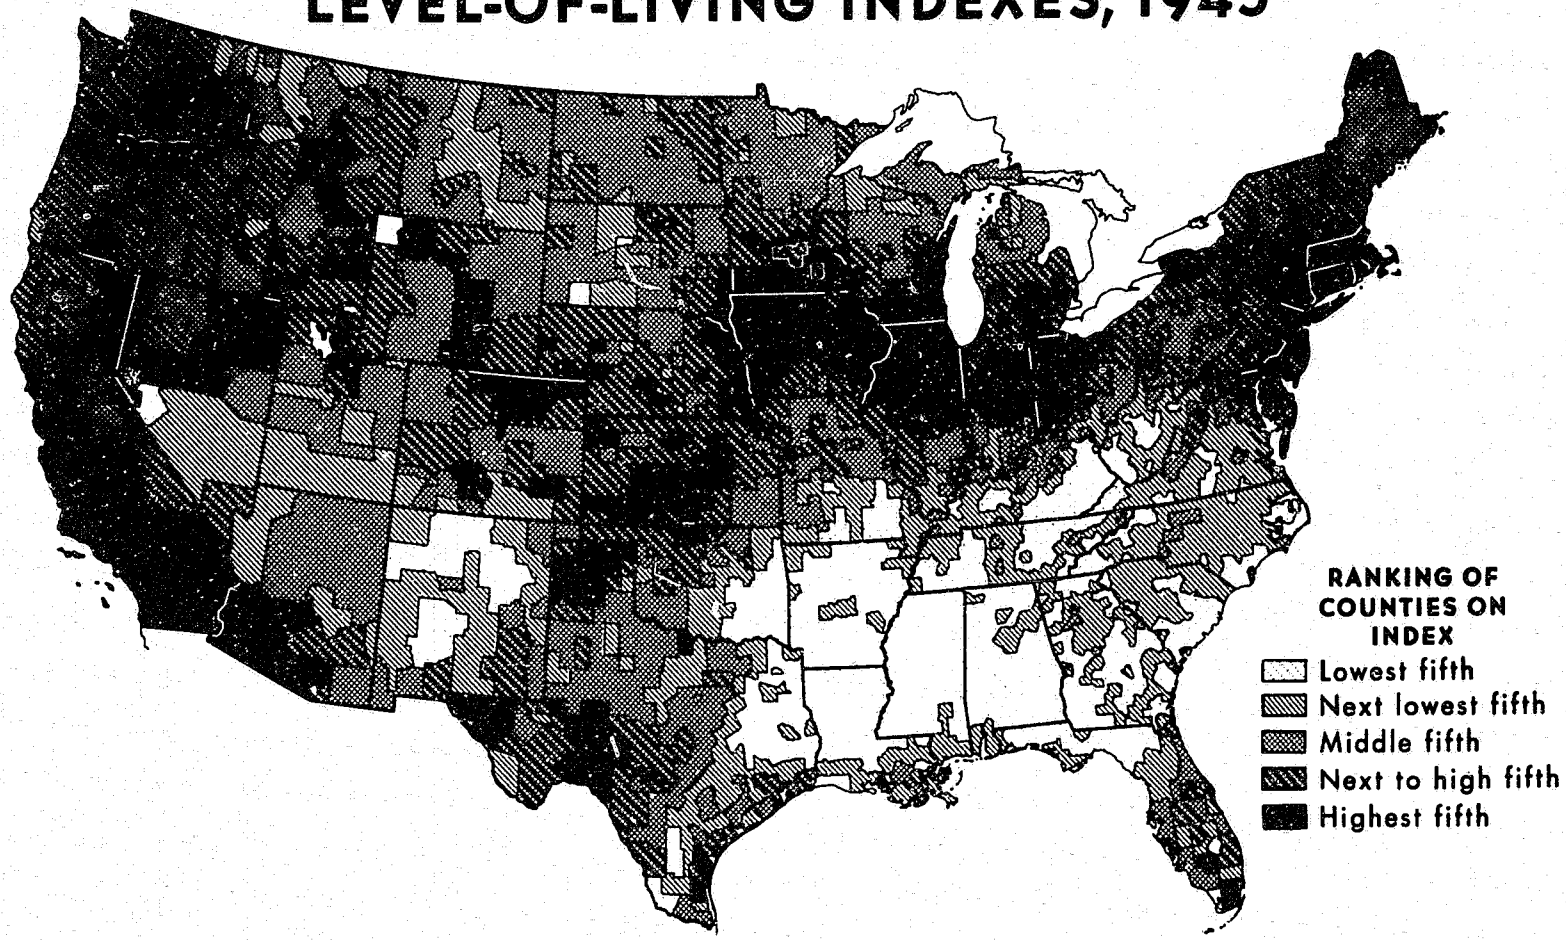 LEVEL-OF-LIVING INDEXES, 1945
RANKING OF
COUNTIES ON
INDEX
Lowest fifth
Next lowest fifth
Middle fifth
Next to high fifth
Highest fifth